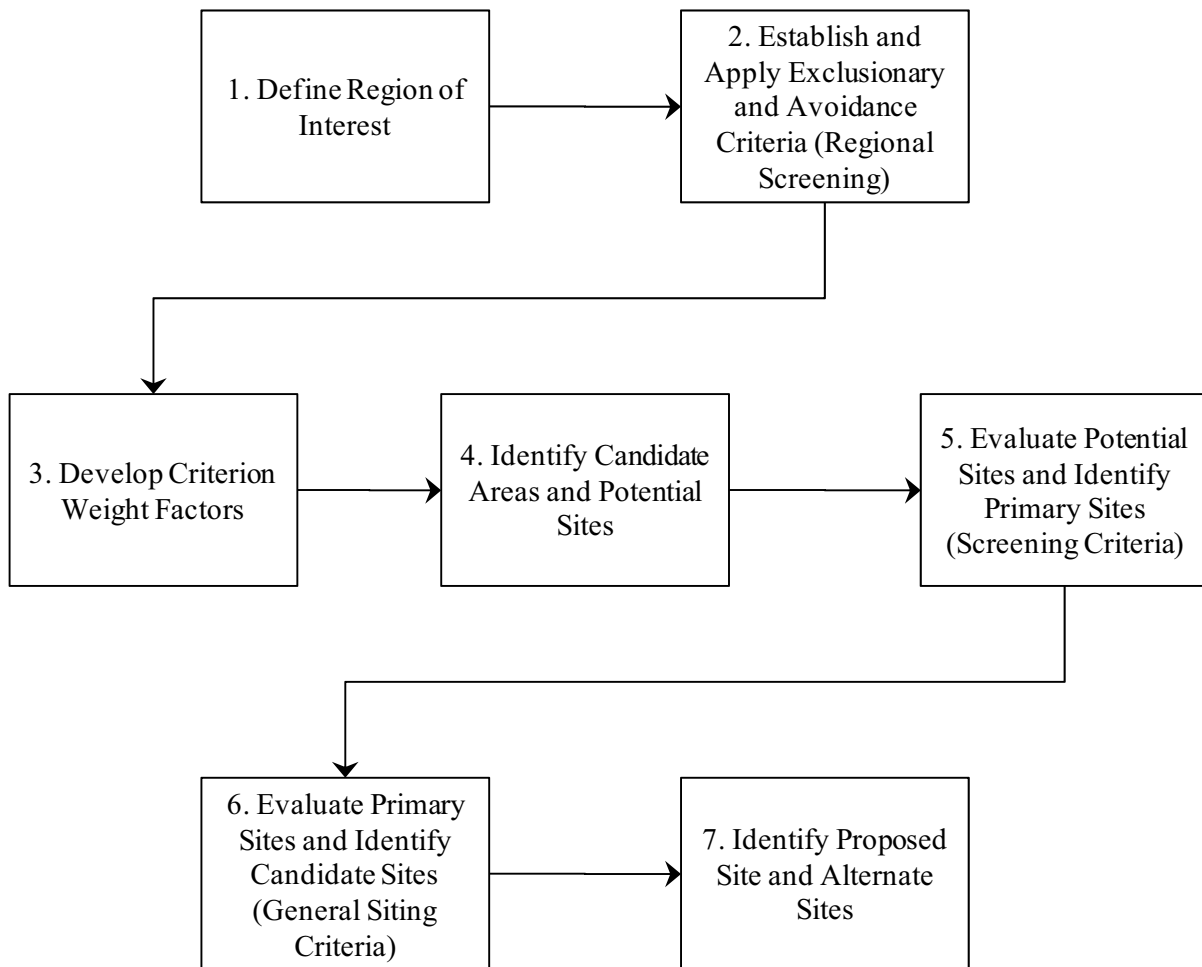 1. Define Region of
Interest
2. Establish and
Apply Exclusionary
and Avoidance
Criteria (Regional
Screening)
3. Develop Criterion
Weight Factors
4. Identify Candidate
Areas and Potential
Sites
5. Evaluate Potential
Sites and Identify
Primary Sites
(Screening Criteria)
6. Evaluate Primary
Sites and Identify
Candidate Sites
(General Siting
Criteria)
7. Identify Proposed
Site and Alternate
Sites